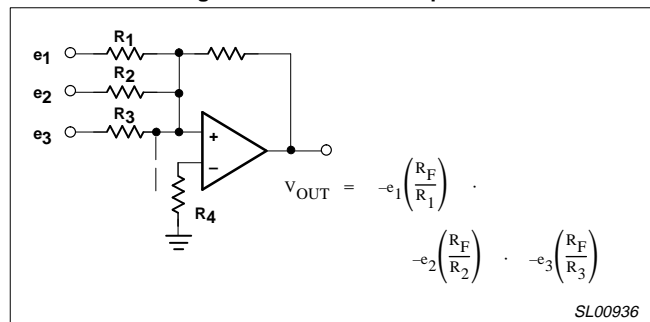 R1
e1
R2
e2
R3
e3
+
−
R4
VOUT = −e1(RF/R1) ·
−e2(RF/R2) · −e3(RF/R3)
SL00936